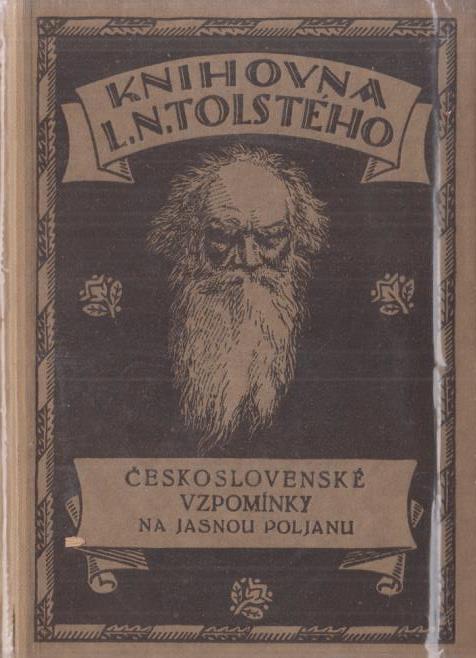 KNIHOVNA
L.N.TOLSTÉHO
ČESKOSLOVENSKÉ
VZPOMÍNKY
NA JASNOU POLJANU